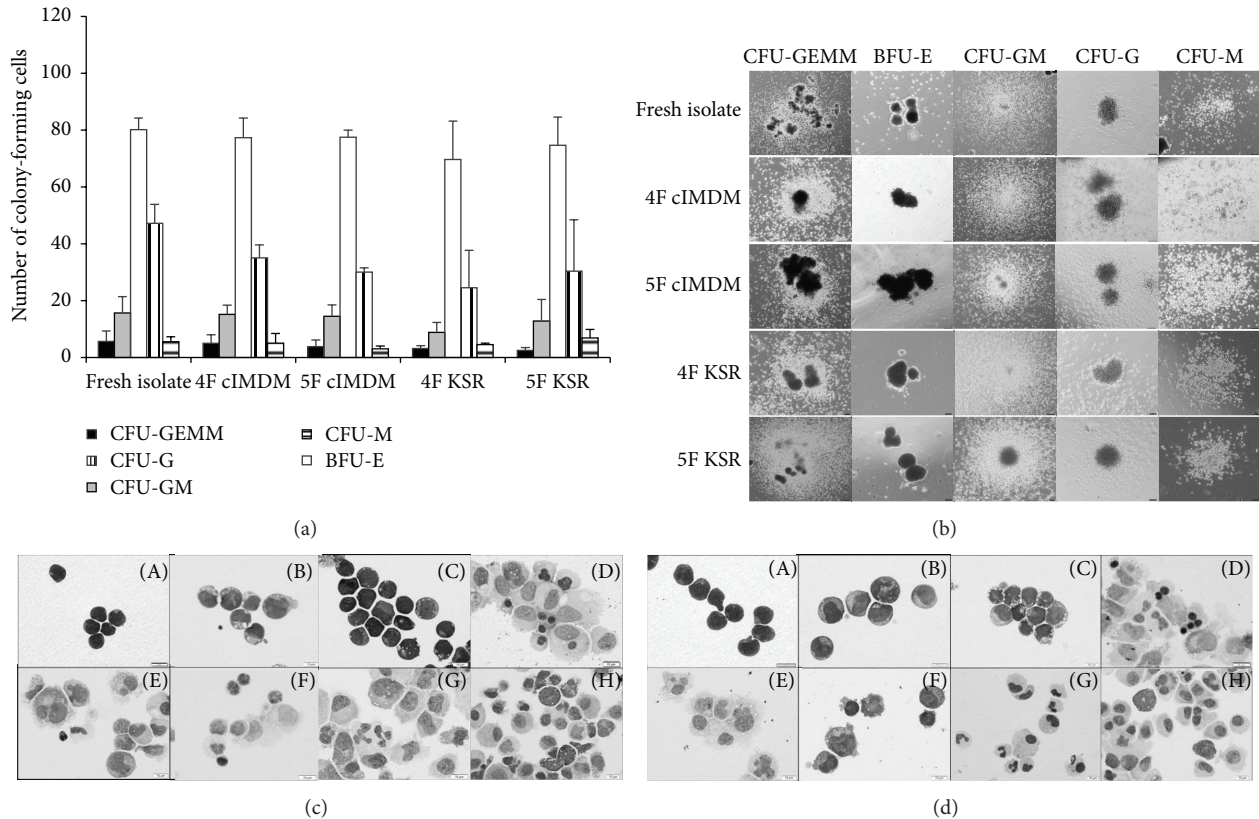 120
100
80
60
40
20
0
Number of colony-forming cells
Fresh isolate 4F cIMDM 5F cIMDM 4F KSR 5F KSR
CFU-GEMM CFU-M
CFU-G BFU-E
CFU-GM
(a)
CFU-GEMM BFU-E CFU-GM CFU-G CFU-M
Fresh isolate
4F cIMDM
5F cIMDM
4F KSR
5F KSR
(b)
(A) (B) (C) (D)
(E) (F) (G) (H)
(c)
(A) (B) (C) (D)
(E) (F) (G) (H)
(d)